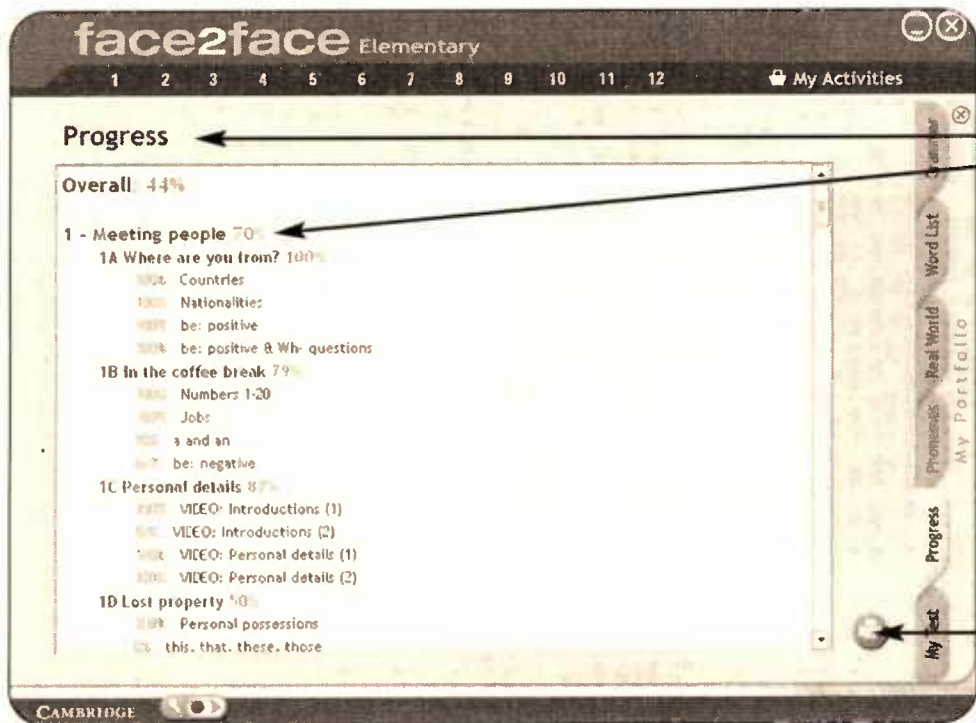 face2face Elementary
1 2 3 4 5 6 7 8 9 10 11 12 My Activities
Progress
Overall 44%
1 - Meeting people 70%
1A Where are you from? 100%
Countries
Nationalities
be: positive
be: positive & Wh- questions
1B In the coffee break 79%
Numbers 1-20
Jobs
a and an
be: negative
1C Personal details
VIDEO: Introductions (1)
VIDEO: Introductions (2)
VIDEO: Personal details (1)
VIDEO: Personal details (2)
1D Lost property
Personal possessions
this, that, these, those
Grammar
Word List
Real World
Phonemes
Progress
My Test
My Portfolio
CAMBRIDGE